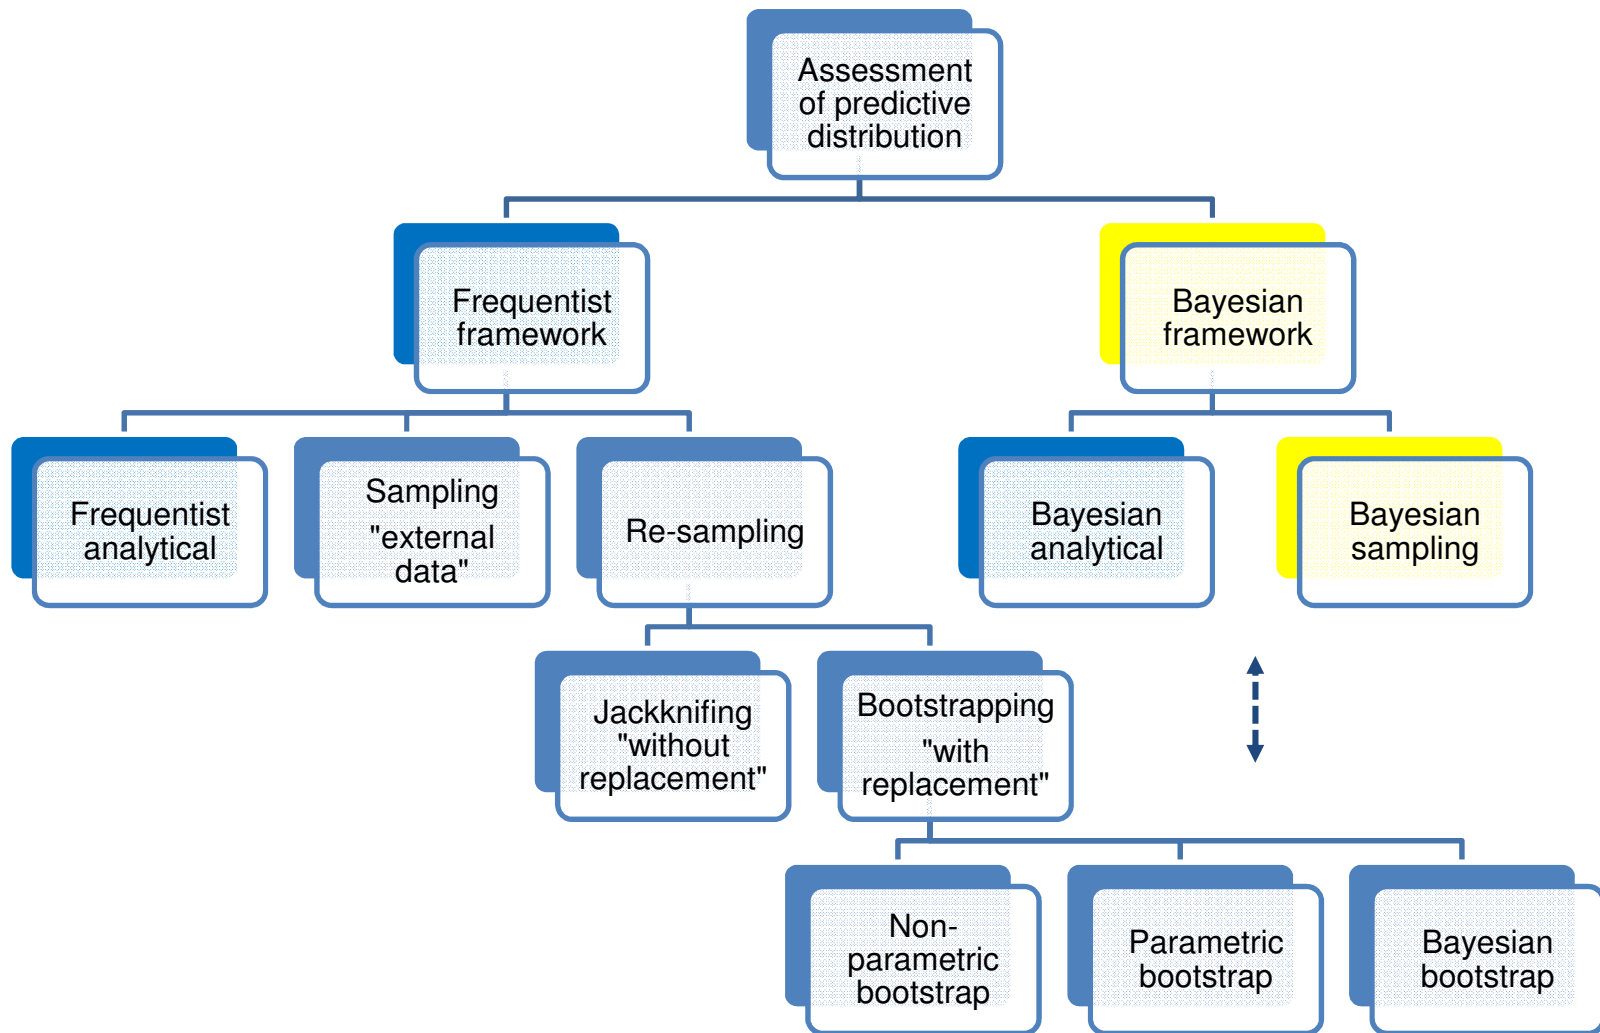 Assessment
of predictive
distribution
Frequentist
framework
Bayesian
framework
Frequentist
analytical
Sampling
"external
data"
Re-sampling
Bayesian
analytical
Bayesian
sampling
Jackknifing
"without
replacement"
Bootstrapping
"with
replacement"
Non-
parametric
bootstrap
Parametric
bootstrap
Bayesian
bootstrap